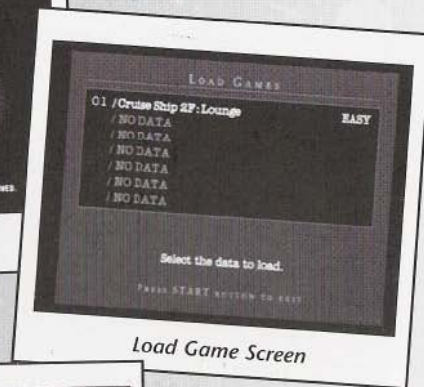 LOAD GAMES
01 /Cruise Ship 2F:Lounge EASY
/NO DATA
/NO DATA
/NO DATA
/NO DATA
/NO DATA
/NO DATA
Select the data to load.
PRESS START BUTTON TO EXIT
Load Game Screen